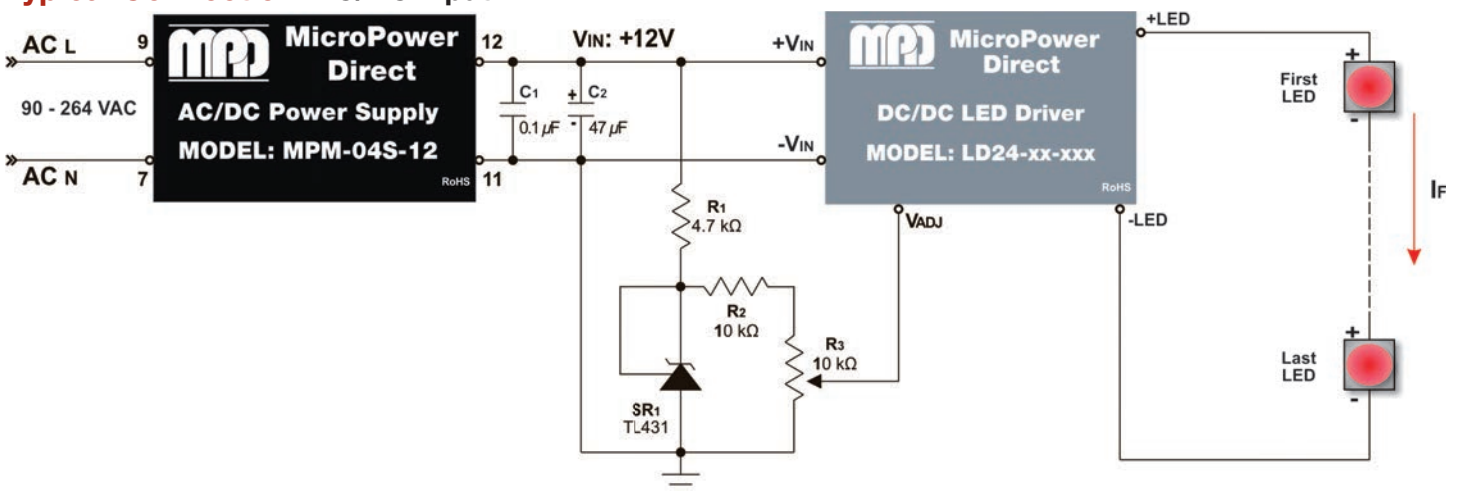 AC L
9
MPD
MicroPower
Direct
AC/DC Power Supply
MODEL: MPM-04S-12
RoHS
12
VIN: +12V
+VIN
MPD
MicroPower
Direct
DC/DC LED Driver
MODEL: LD24-xx-xxx
RoHS
+LED
First
LED
+
-
90 - 264 VAC
C1
0.1 µF
+
C2
-
47 µF
AC N
7
11
-VIN
IF
R1
4.7 kΩ
VADJ
-LED
R2
10 kΩ
R3
10 kΩ
SR1
TL431
Last
LED
+
-